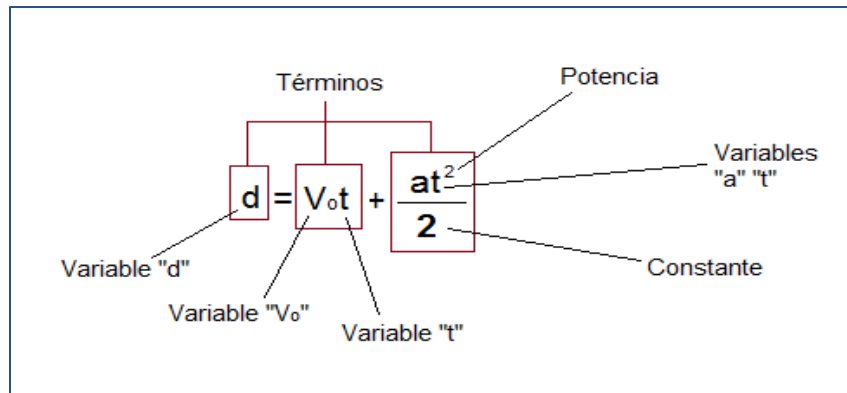 Términos
Potencia
Variables
"a" "t"
d = V₀t + at²
2
Variable "d"
Constante
Variable "V₀"
Variable "t"